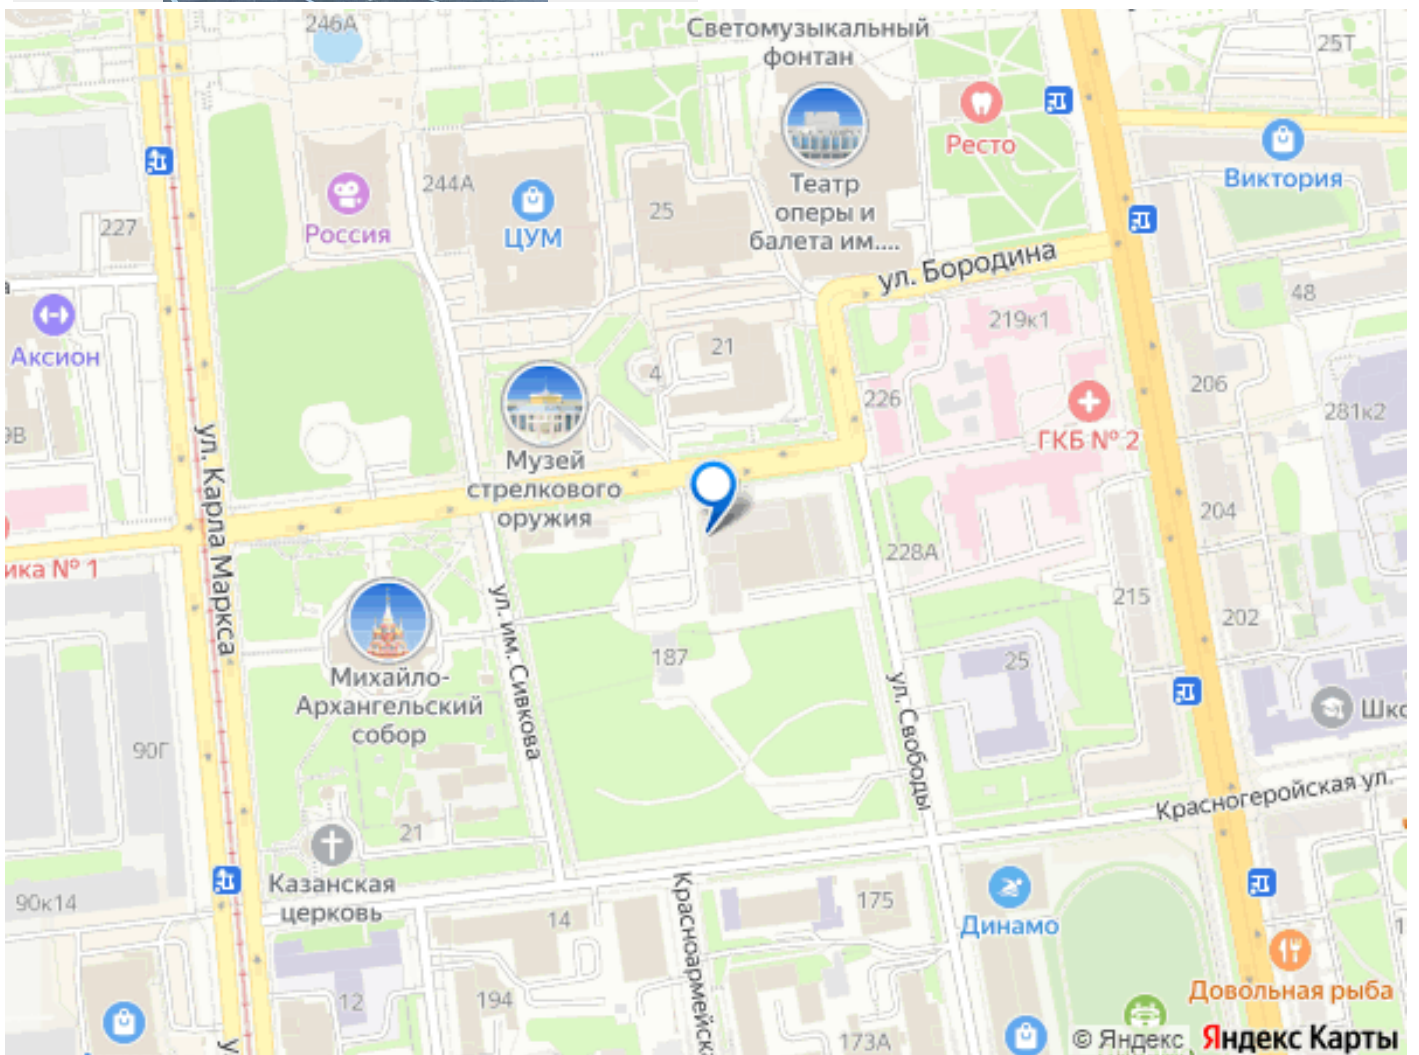 246А
Светомузыкальный
фонтан
25Т
Ресто
Виктория
Театр
оперы и
балета им....
244А
25
227
Россия
ЦУМ
ул. Бородина
48
219к1
Аксион
21
4
206
226
281к2
9В
ГКБ № 2
ул. Карла Маркса
Музей
стрелкового
оружия
204
228А
ика № 1
ул. им. Сивкова
215
202
187
25
Михайло-
Архангельский
собор
ул. Свободы
Шко
90Г
Красногеройская ул.
21
Казанская
церковь
90к14
14
Красноармейск
175
Динамо
12
194
Довольная рыба
173А
© Яндекс Яндекс Карты